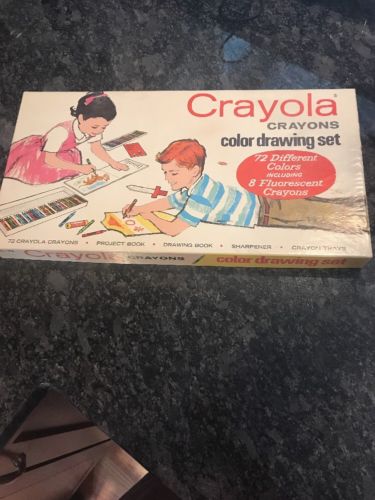 Crayola®
CRAYONS
color drawing set
72 Different
Colors
INCLUDING
8 Fluorescent
Crayons
72 CRAYOLA CRAYONS • PROJECT BOOK • DRAWING BOOK • SHARPENER • CRAYON TRAYS
Crayola CRAYONS color drawing set